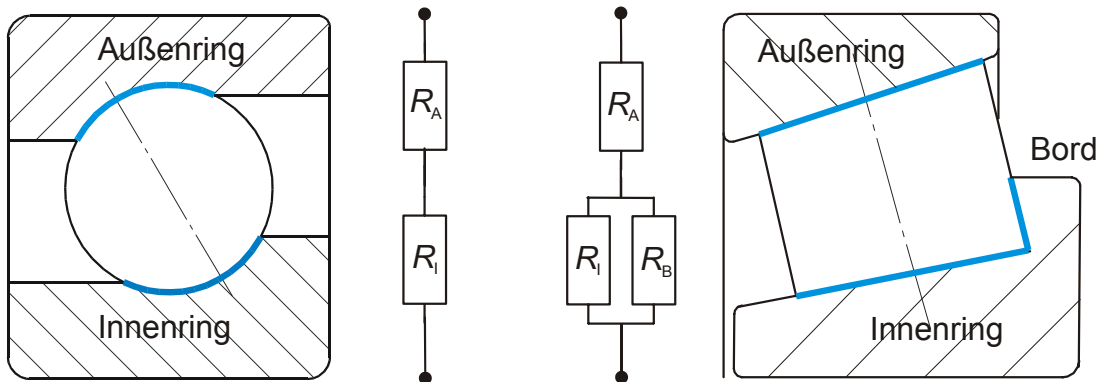 Außenring
Innenring
R_A
R_I
R_A
R_I
R_B
Außenring
Bord
Innenring